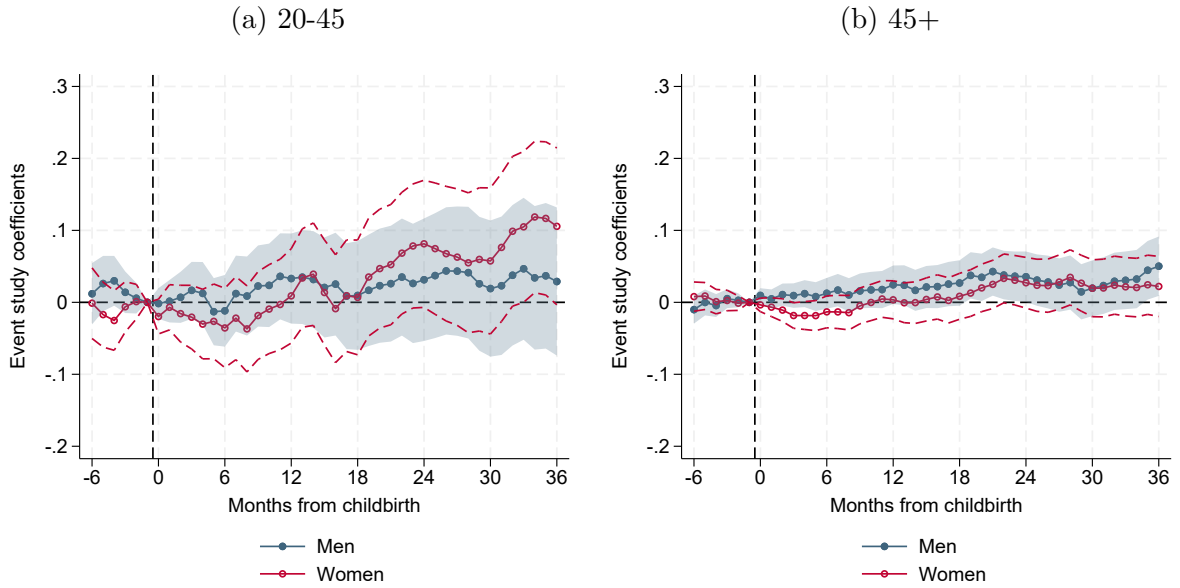 (a) 20-45
.3
.2
.1
0
-.1
-.2
Event study coefficients
-6 0 6 12 18 24 30 36
Months from childbirth
Men
Women
(b) 45+
.3
.2
.1
0
-.1
-.2
Event study coefficients
-6 0 6 12 18 24 30 36
Months from childbirth
Men
Women